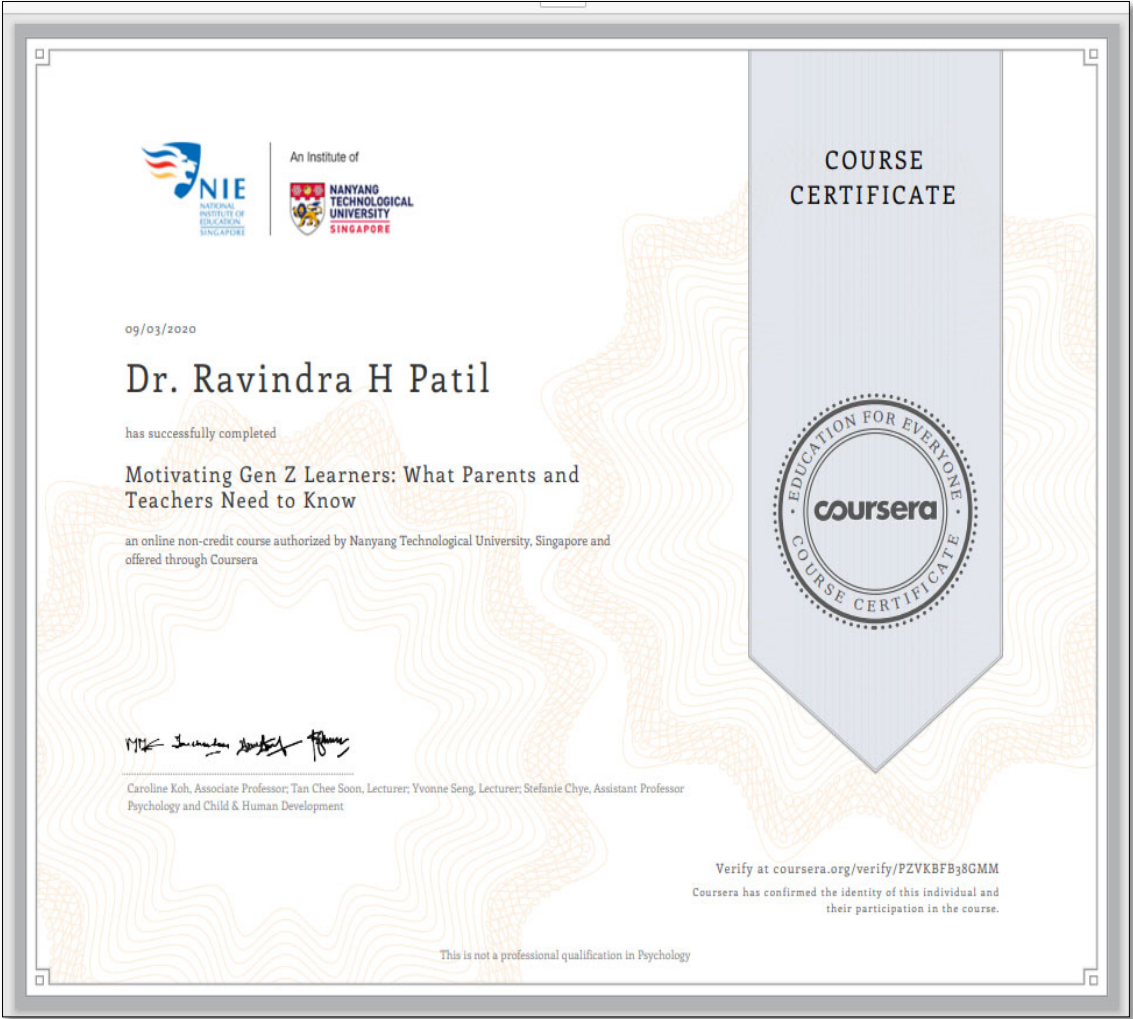 NIE
NATIONAL
INSTITUTE OF
EDUCATION
SINGAPORE
An Institute of
NANYANG
TECHNOLOGICAL
UNIVERSITY
SINGAPORE
COURSE
CERTIFICATE
09/03/2020
Dr. Ravindra H Patil
has successfully completed
Motivating Gen Z Learners: What Parents and
Teachers Need to Know
an online non-credit course authorized by Nanyang Technological University, Singapore and
offered through Coursera
EDUCATION FOR EVERYONE
coursera
COURSE CERTIFICATE
Caroline Koh, Associate Professor; Tan Chee Soon, Lecturer; Yvonne Seng, Lecturer; Stefanie Chye, Assistant Professor
Psychology and Child & Human Development
Verify at coursera.org/verify/PZVKBFB38GMM
Coursera has confirmed the identity of this individual and
their participation in the course.
This is not a professional qualification in Psychology